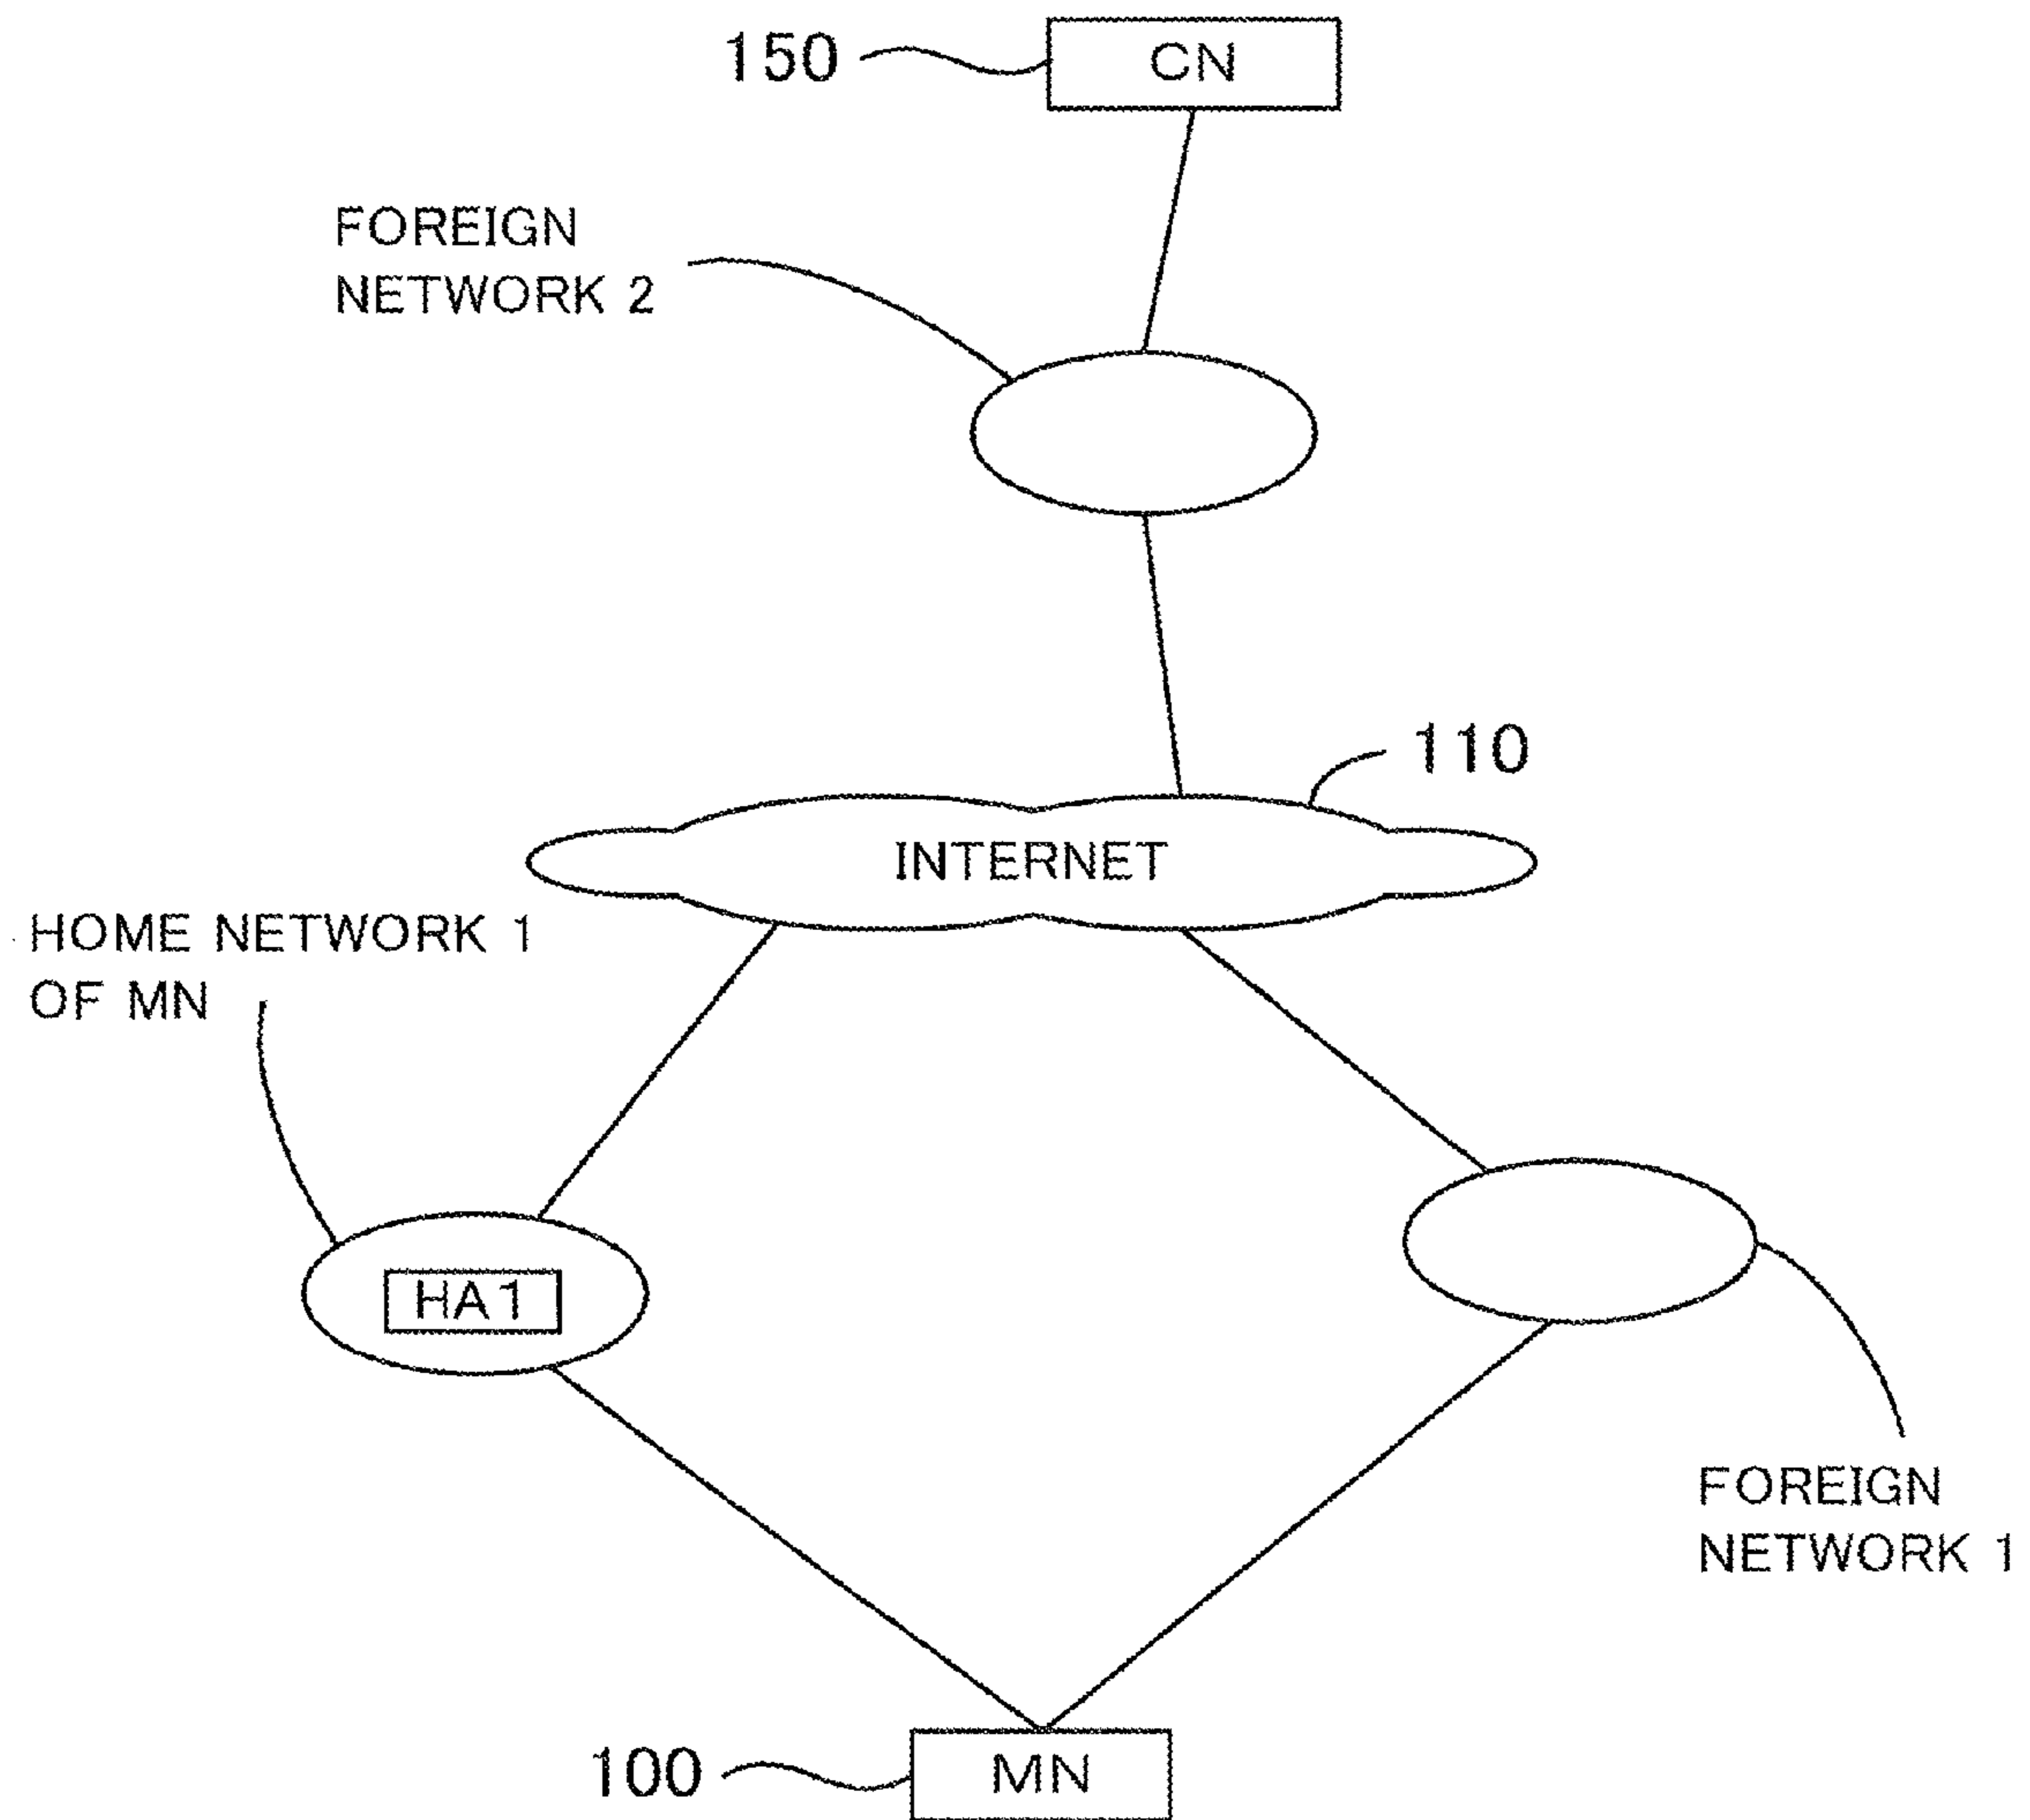 150
CN
FOREIGN
NETWORK 2
110
INTERNET
HOME NETWORK 1
OF MN
HA1
FOREIGN
NETWORK 1
100
MN